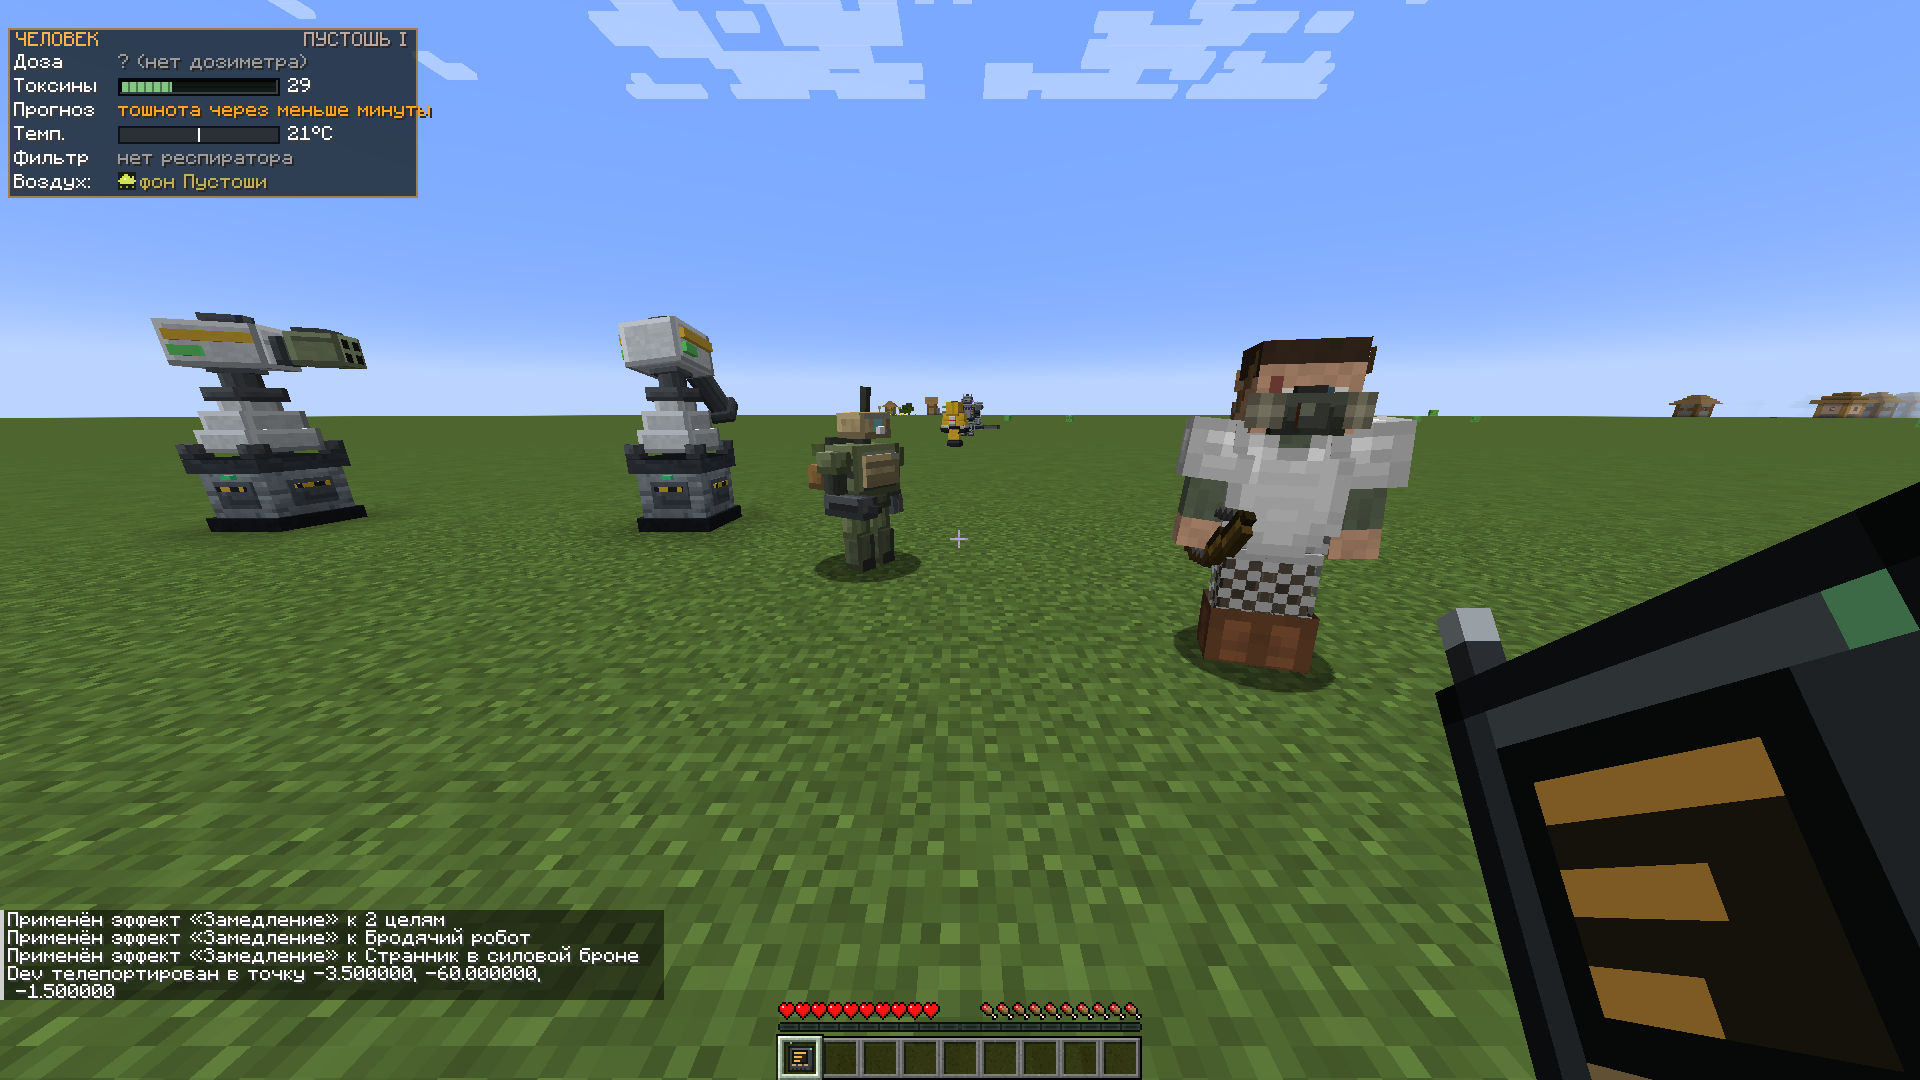 ЧЕЛОВЕК ПУСТОШЬ I
Доза ? (нет дозиметра)
Токсины 29
Прогноз тошнота через меньше минуты
Темп. 21°C
Фильтр нет респиратора
Воздух: фон Пустоши
Применён эффект «Замедление» к 2 целям
Применён эффект «Замедление» к Бродячий робот
Применён эффект «Замедление» к Странник в силовой броне
Dev телепортирован в точку -3.500000, -60.000000,
-1.500000